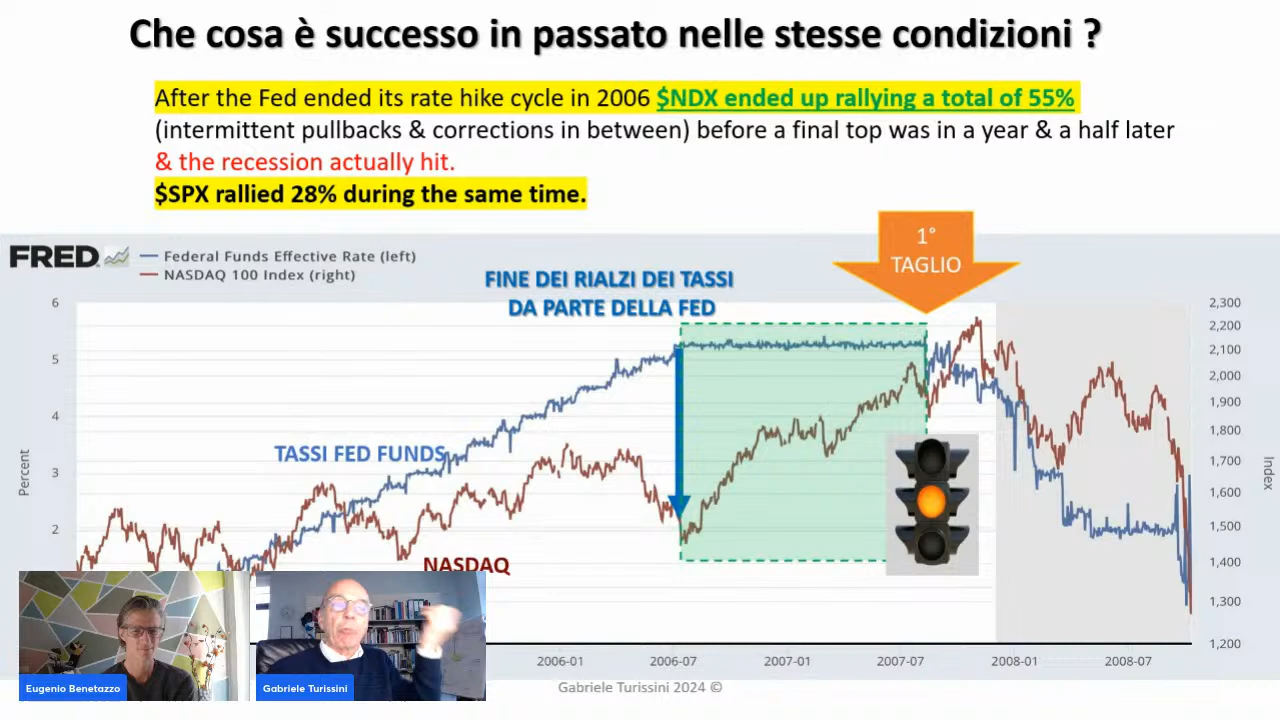 Che cosa è successo in passato nelle stesse condizioni ?
After the Fed ended its rate hike cycle in 2006 $NDX ended up rallying a total of 55%
(intermittent pullbacks & corrections in between) before a final top was in a year & a half later
& the recession actually hit.
$SPX rallied 28% during the same time.
1°
TAGLIO
FRED
Federal Funds Effective Rate (left)
NASDAQ 100 Index (right)
FINE DEI RIALZI DEI TASSI
DA PARTE DELLA FED
6
5
4
3
2
Percent
2,300
2,200
2,100
2,000
1,900
1,800
1,700
1,600
1,500
1,400
1,300
1,200
Index
TASSI FED FUNDS
NASDAQ
2006-01
2006-07
2007-01
2007-07
2008-01
2008-07
Eugenio Benetazzo
Gabriele Turissini
Gabriele Turissini 2024 ©